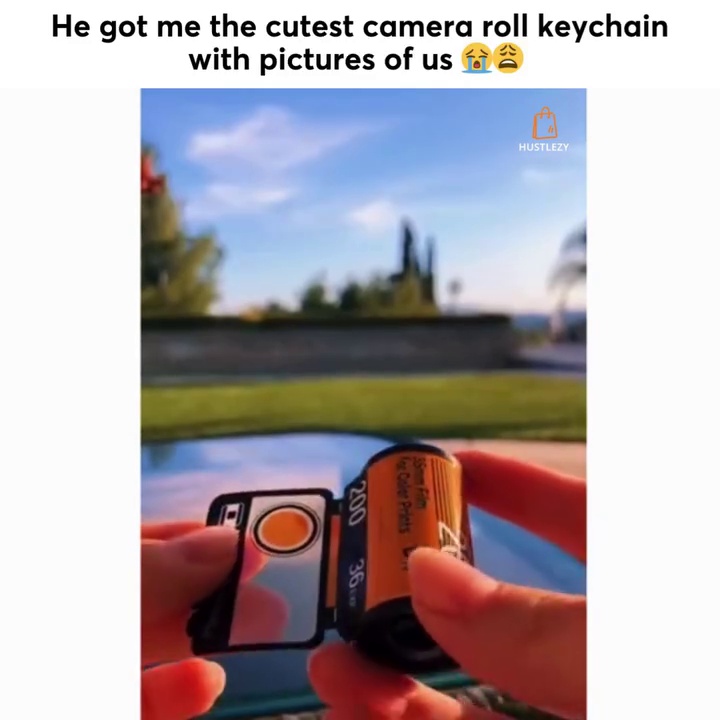 He got me the cutest camera roll keychain
with pictures of us 😭😩
HUSTLEZY
35mm Film
For Color Prints
200
36